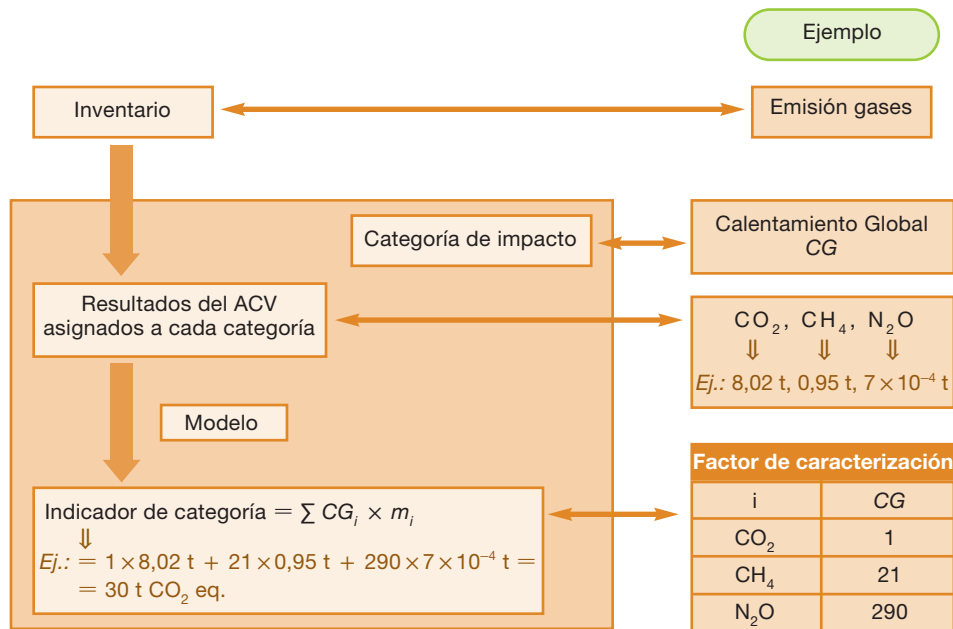 Ejemplo
Inventario
Emisión gases
Categoría de impacto
Calentamiento Global
CG
Resultados del ACV
asignados a cada categoría
CO₂, CH₄, N₂O
⇓ ⇓ ⇓
Ej.: 8,02 t, 0,95 t, 7 × 10⁻⁴ t
Modelo
Indicador de categoría = ∑ CGᵢ × mᵢ
⇓
Ej.: = 1 × 8,02 t + 21 × 0,95 t + 290 × 7 × 10⁻⁴ t =
= 30 t CO₂ eq.
Factor de caracterización
i CG
CO₂ 1
CH₄ 21
N₂O 290